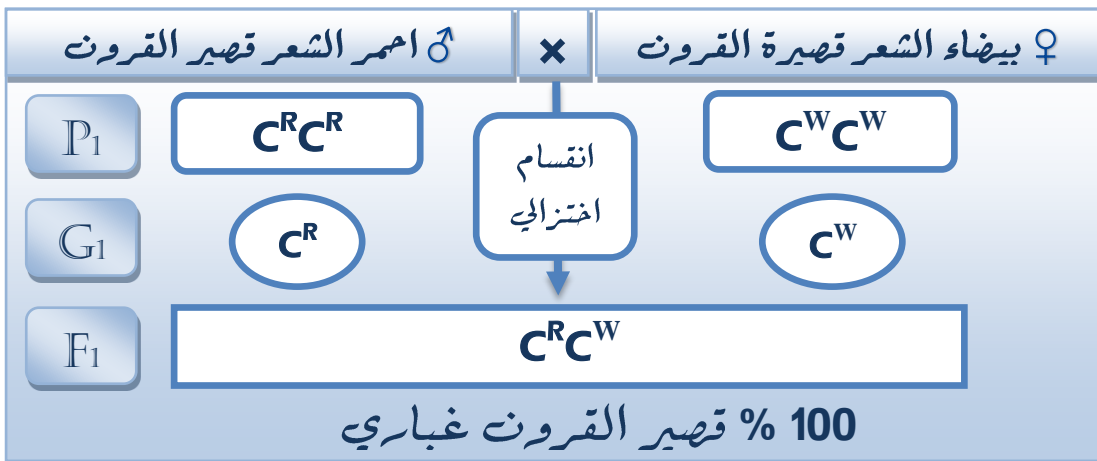 ♀ بيضاء الشعر قصيرة القرون × ♂ احمر الشعر قصير القرون
P1 CᴿCᴿ CᵂCᵂ
انقسام
اختزالي
G1 Cᴿ Cᵂ
F1 CᴿCᵂ
100 % قصير القرون غباري